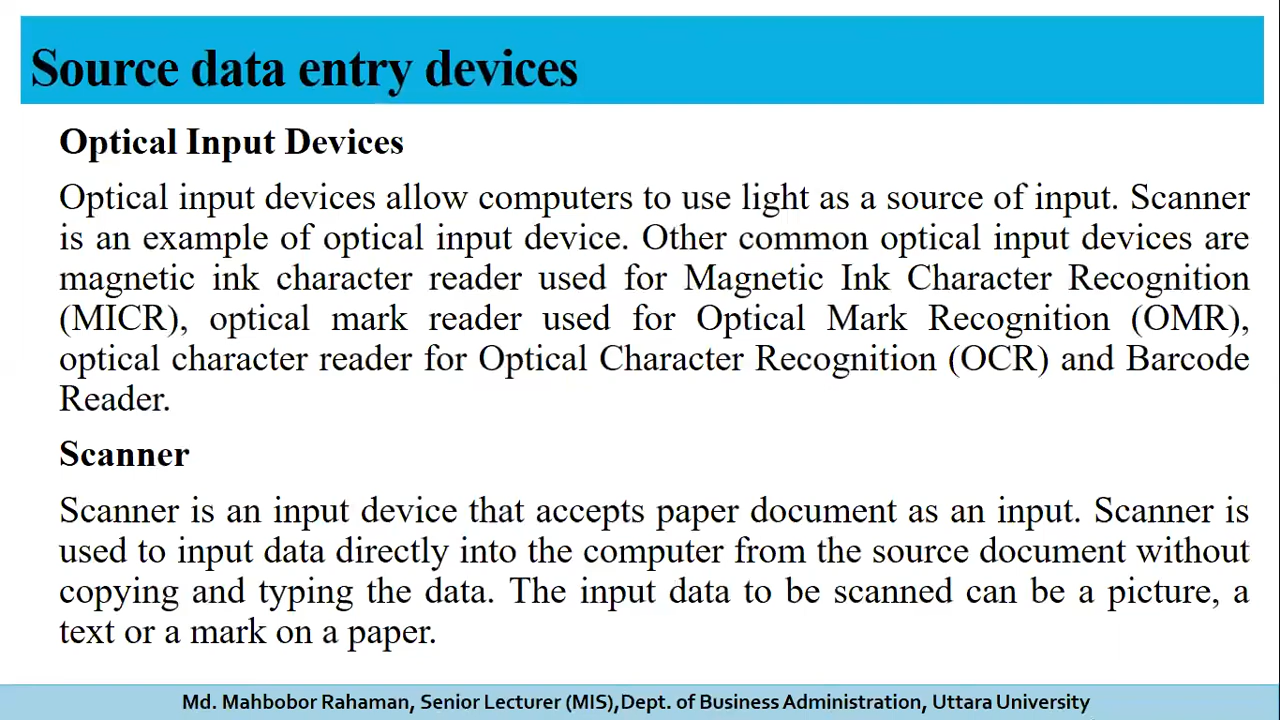 Source data entry devices
Optical Input Devices
Optical input devices allow computers to use light as a source of input. Scanner
is an example of optical input device. Other common optical input devices are
magnetic ink character reader used for Magnetic Ink Character Recognition
(MICR), optical mark reader used for Optical Mark Recognition (OMR),
optical character reader for Optical Character Recognition (OCR) and Barcode
Reader.
Scanner
Scanner is an input device that accepts paper document as an input. Scanner is
used to input data directly into the computer from the source document without
copying and typing the data. The input data to be scanned can be a picture, a
text or a mark on a paper.
Md. Mahbobor Rahaman, Senior Lecturer (MIS),Dept. of Business Administration, Uttara University